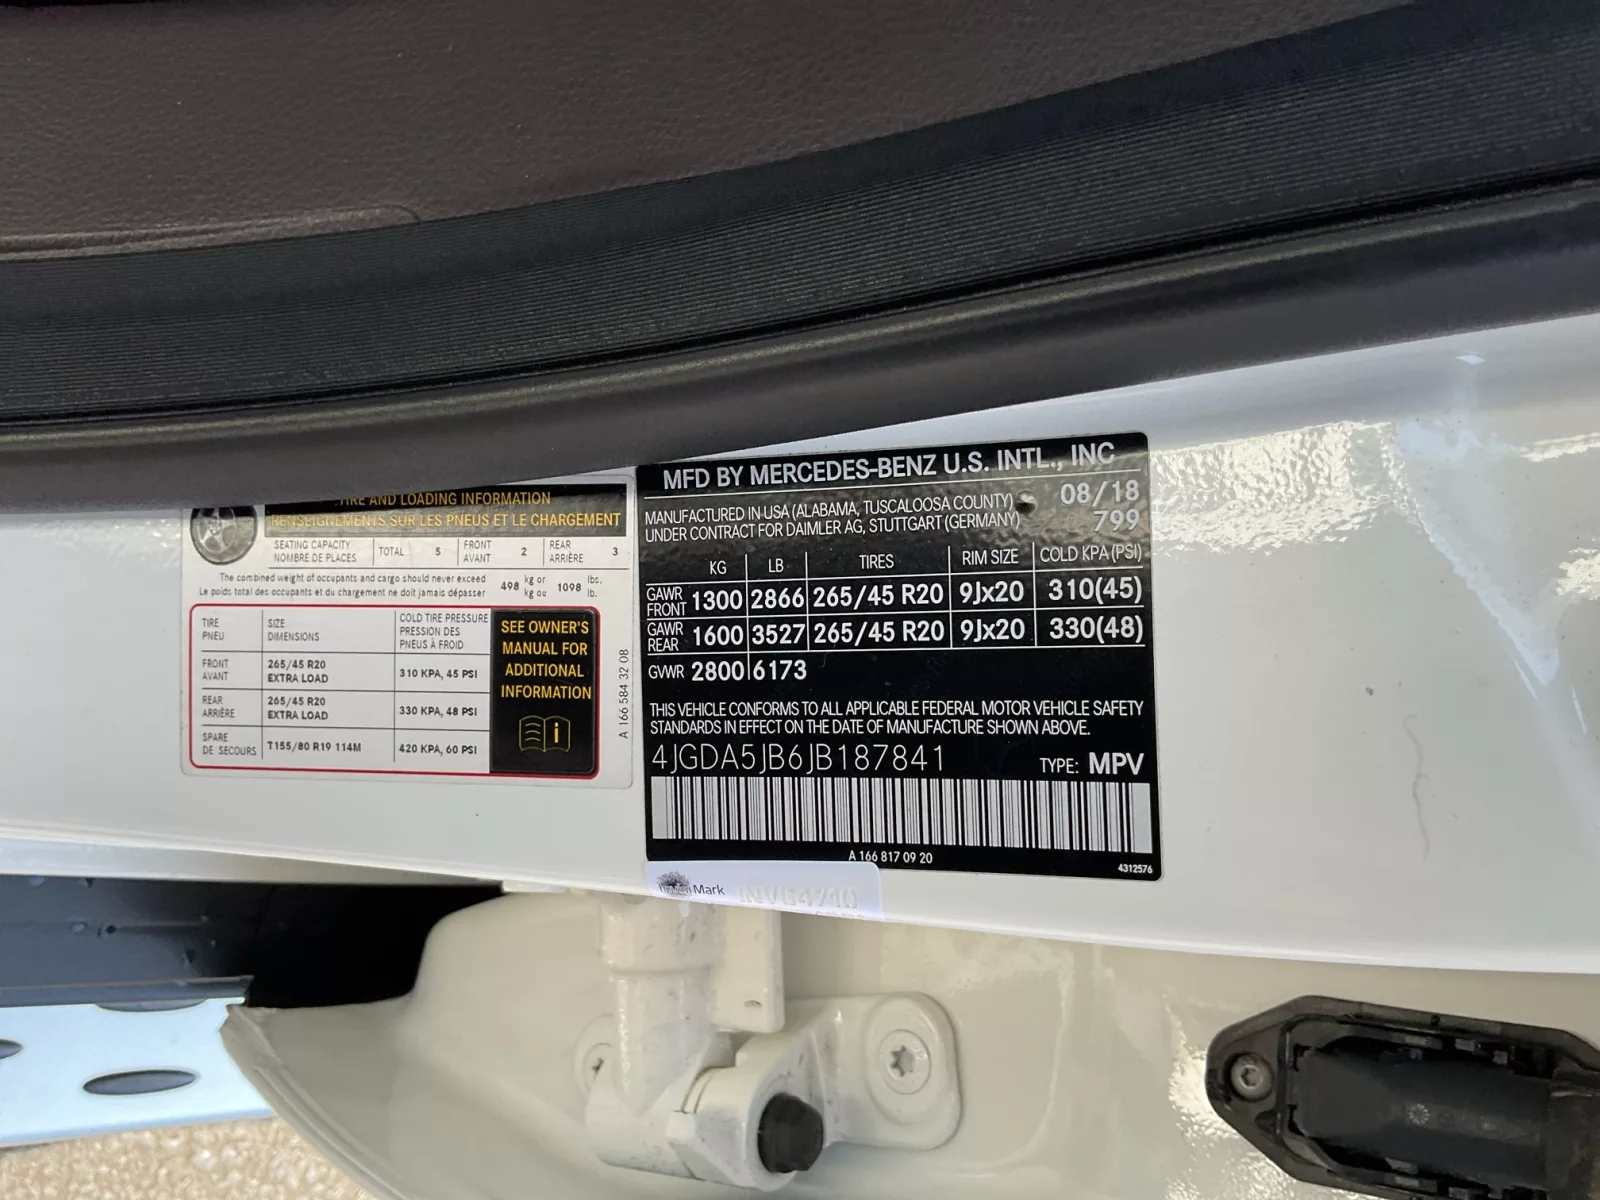 TIRE AND LOADING INFORMATION
RENSEIGNEMENTS SUR LES PNEUS ET LE CHARGEMENT
SEATING CAPACITY
NOMBRE DE PLACES
TOTAL 5
FRONT
AVANT
2
REAR
ARRIÈRE
3
The combined weight of occupants and cargo should never exceed
Le poids total des occupants et du chargement ne doit jamais dépasser
498 kg or 1098 lbs.
kg ou lb.
TIRE
PNEU
SIZE
DIMENSIONS
COLD TIRE PRESSURE
PRESSION DES
PNEUS À FROID
FRONT
AVANT
265/45 R20
EXTRA LOAD
310 KPA, 45 PSI
REAR
ARRIÈRE
265/45 R20
EXTRA LOAD
330 KPA, 48 PSI
SPARE
DE SECOURS
T155/80 R19 114M
420 KPA, 60 PSI
SEE OWNER'S
MANUAL FOR
ADDITIONAL
INFORMATION
i
A 166 584 32 08
MFD BY MERCEDES-BENZ U.S. INTL., INC
MANUFACTURED IN USA (ALABAMA, TUSCALOOSA COUNTY)
UNDER CONTRACT FOR DAIMLER AG, STUTTGART (GERMANY)
08/18
799
KG LB TIRES RIM SIZE COLD KPA (PSI)
GAWR
FRONT
1300 2866 265/45 R20 9Jx20 310(45)
GAWR
REAR
1600 3527 265/45 R20 9Jx20 330(48)
GVWR 2800 6173
THIS VEHICLE CONFORMS TO ALL APPLICABLE FEDERAL MOTOR VEHICLE SAFETY
STANDARDS IN EFFECT ON THE DATE OF MANUFACTURE SHOWN ABOVE.
4JGDA5JB6JB187841 TYPE: MPV
A 166 817 09 20
4312576
Mark